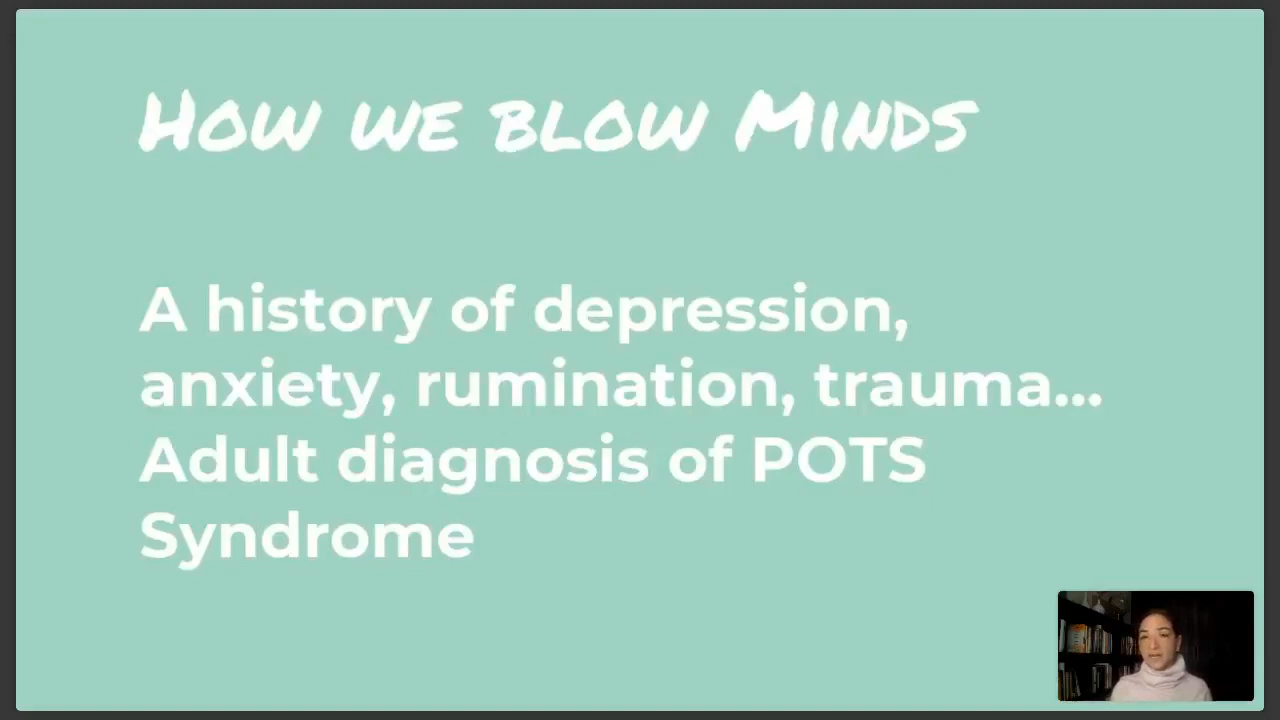 How we blow Minds
A history of depression,
anxiety, rumination, trauma...
Adult diagnosis of POTS
Syndrome